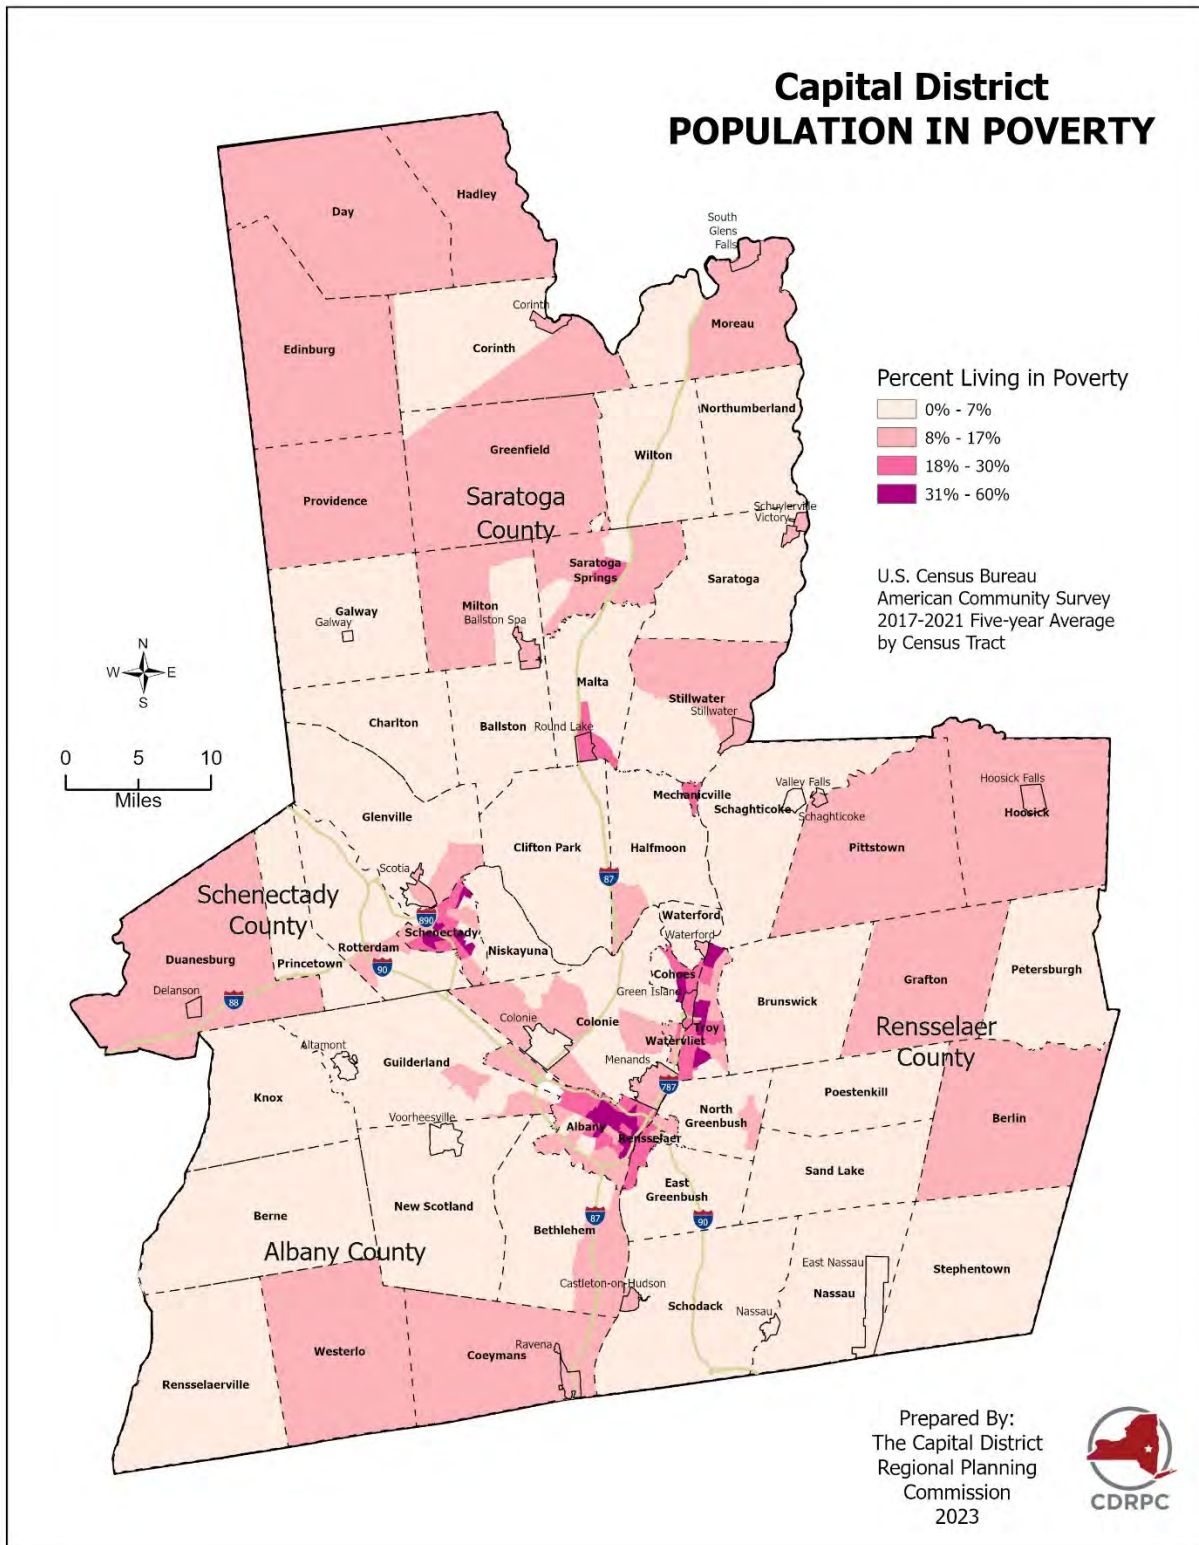 Capital District
POPULATION IN POVERTY
Hadley
Day
South
Glens
Falls
Moreau
Corinth
Corinth
Edinburg
Percent Living in Poverty
0% - 7%
8% - 17%
18% - 30%
31% - 60%
Northumberland
Greenfield
Wilton
Providence
Saratoga
County
Schuylerville
Victory
Saratoga
Springs
Saratoga
U.S. Census Bureau
American Community Survey
2017-2021 Five-year Average
by Census Tract
Galway
Galway
Milton
Ballston Spa
N
W
E
S
Malta
Stillwater
Stillwater
Charlton
Ballston
Round Lake
0
5
10
Miles
Mechanicville
Valley Falls
Schaghticoke
Schaghticoke
Hoosick Falls
Hoosick
Glenville
Clifton Park
Halfmoon
Pittstown
Scotia
87
Schenectady
County
890
Schenectady
Waterford
Waterford
Rotterdam
Niskayuna
Duanesburg
Princetown
90
Cohoes
Grafton
Petersburgh
Delanson
88
Green Island
Brunswick
Colonie
Colonie
Troy
Rensselaer
County
Watervliet
Altamont
Guilderland
Menands
787
Knox
Poestenkill
Voorheesville
North
Greenbush
Berlin
Albany
Rensselaer
Sand Lake
East
Greenbush
New Scotland
Berne
87
90
Bethlehem
Albany County
East Nassau
Stephentown
Castleton-on-Hudson
Nassau
Schodack
Nassau
Westerlo
Coeymans
Ravena
Rensselaerville
Prepared By:
The Capital District
Regional Planning
Commission
2023
CDRPC